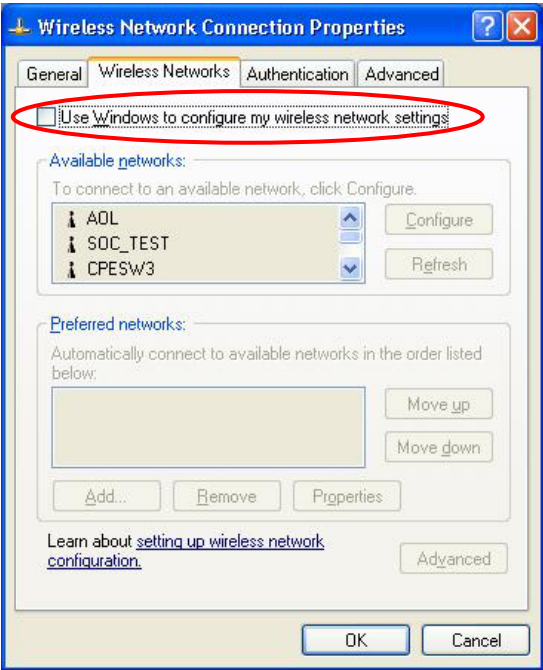 Wireless Network Connection Properties
General Wireless Networks Authentication Advanced
Use Windows to configure my wireless network settings
Available networks:
To connect to an available network, click Configure.
AOL
SOC_TEST
CPESW3
Configure
Refresh
Preferred networks:
Automatically connect to available networks in the order listed
below:
Move up
Move down
Add... Remove Properties
Learn about setting up wireless network
configuration.
Advanced
OK Cancel